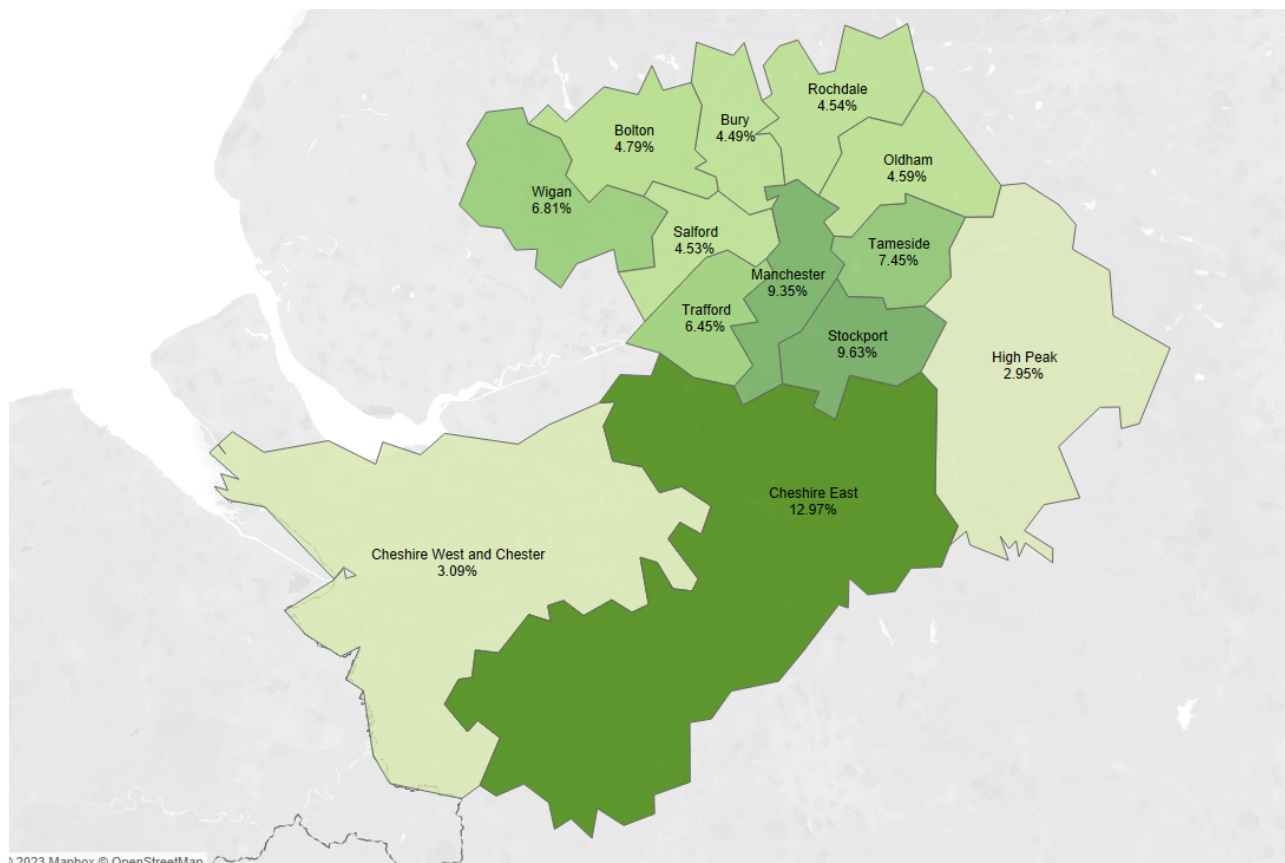 Rochdale
4.54%
Bury
4.49%
Bolton
4.79%
Oldham
4.59%
Wigan
6.81%
Salford
4.53%
Tameside
7.45%
Manchester
9.35%
Trafford
6.45%
Stockport
9.63%
High Peak
2.95%
Cheshire East
12.97%
Cheshire West and Chester
3.09%
© 2023 Mapbox © OpenStreetMap